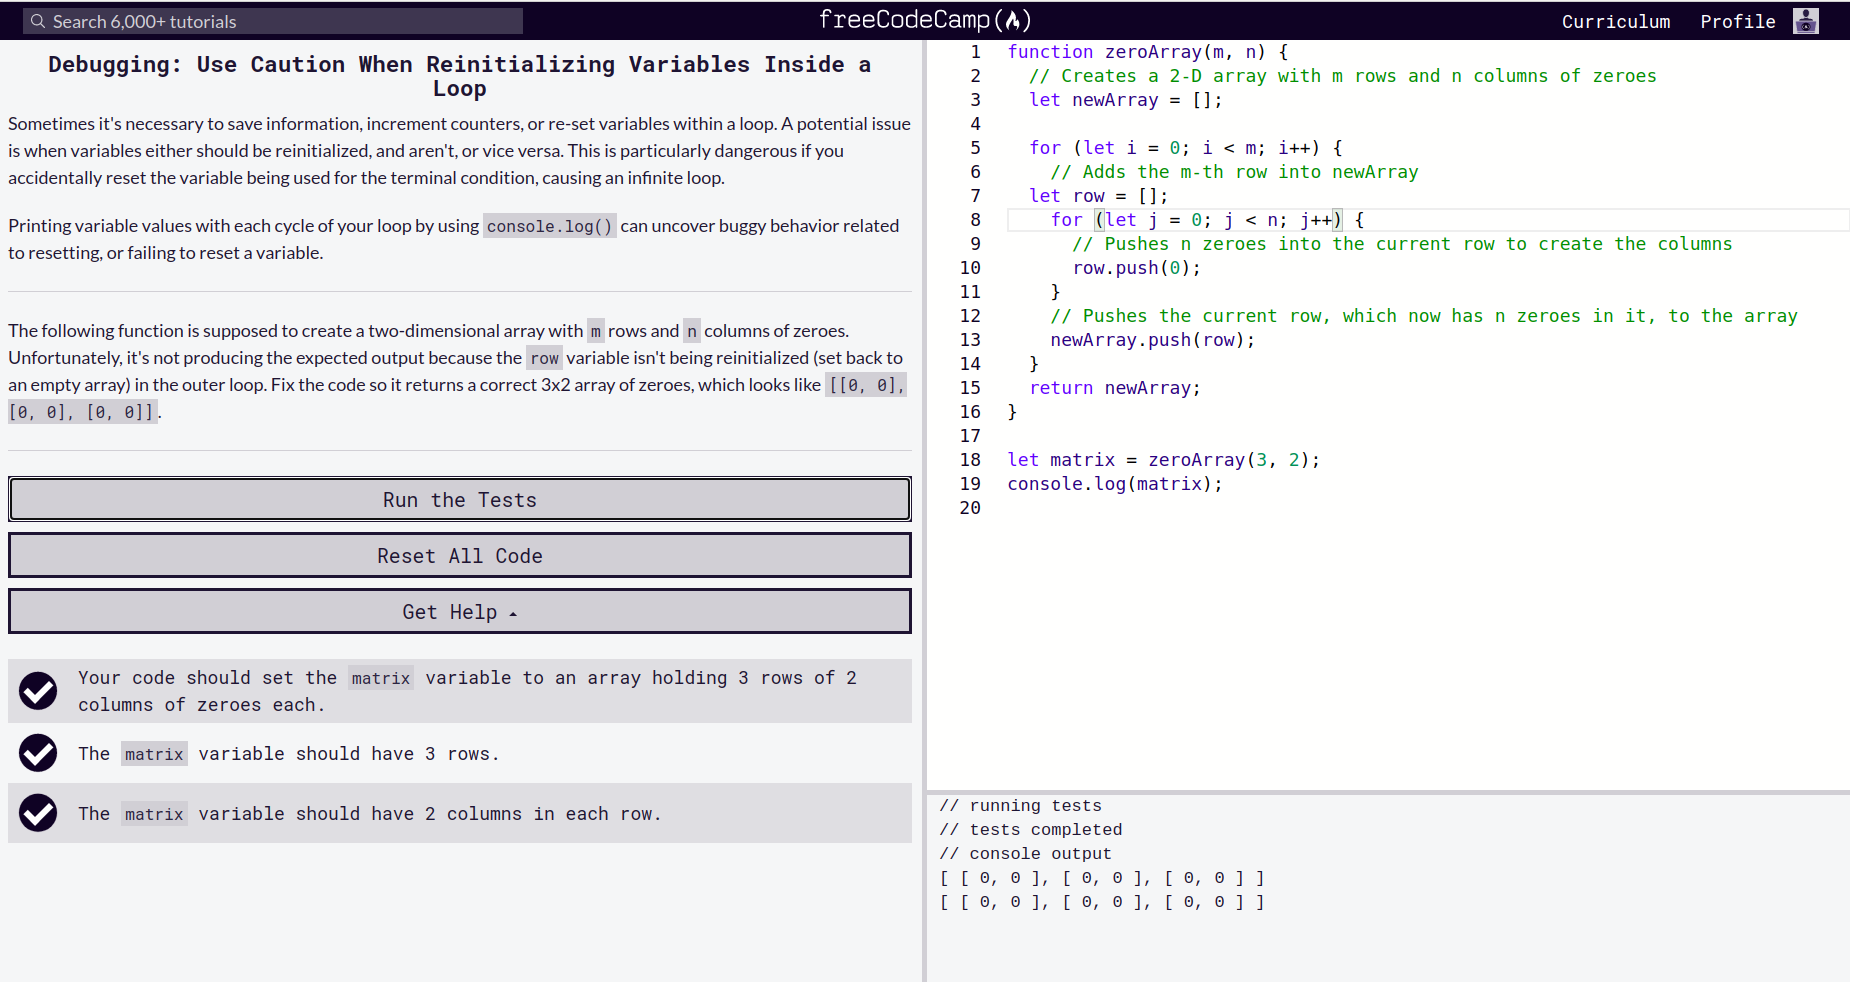 Search 6,000+ tutorials
freeCodeCamp(🔥)
Curriculum Profile
Debugging: Use Caution When Reinitializing Variables Inside a
Loop
Sometimes it's necessary to save information, increment counters, or re-set variables within a loop. A potential issue
is when variables either should be reinitialized, and aren't, or vice versa. This is particularly dangerous if you
accidentally reset the variable being used for the terminal condition, causing an infinite loop.
Printing variable values with each cycle of your loop by using console.log() can uncover buggy behavior related
to resetting, or failing to reset a variable.
The following function is supposed to create a two-dimensional array with m rows and n columns of zeroes.
Unfortunately, it's not producing the expected output because the row variable isn't being reinitialized (set back to
an empty array) in the outer loop. Fix the code so it returns a correct 3x2 array of zeroes, which looks like [[0, 0],
[0, 0], [0, 0]].
Run the Tests
Reset All Code
Get Help
Your code should set the matrix variable to an array holding 3 rows of 2
columns of zeroes each.
The matrix variable should have 3 rows.
The matrix variable should have 2 columns in each row.
1 function zeroArray(m, n) {
2 // Creates a 2-D array with m rows and n columns of zeroes
3 let newArray = [];
4
5 for (let i = 0; i < m; i++) {
6 // Adds the m-th row into newArray
7 let row = [];
8 for (let j = 0; j < n; j++) {
9 // Pushes n zeroes into the current row to create the columns
10 row.push(0);
11 }
12 // Pushes the current row, which now has n zeroes in it, to the array
13 newArray.push(row);
14 }
15 return newArray;
16 }
17
18 let matrix = zeroArray(3, 2);
19 console.log(matrix);
20
// running tests
// tests completed
// console output
[ [ 0, 0 ], [ 0, 0 ], [ 0, 0 ] ]
[ [ 0, 0 ], [ 0, 0 ], [ 0, 0 ] ]